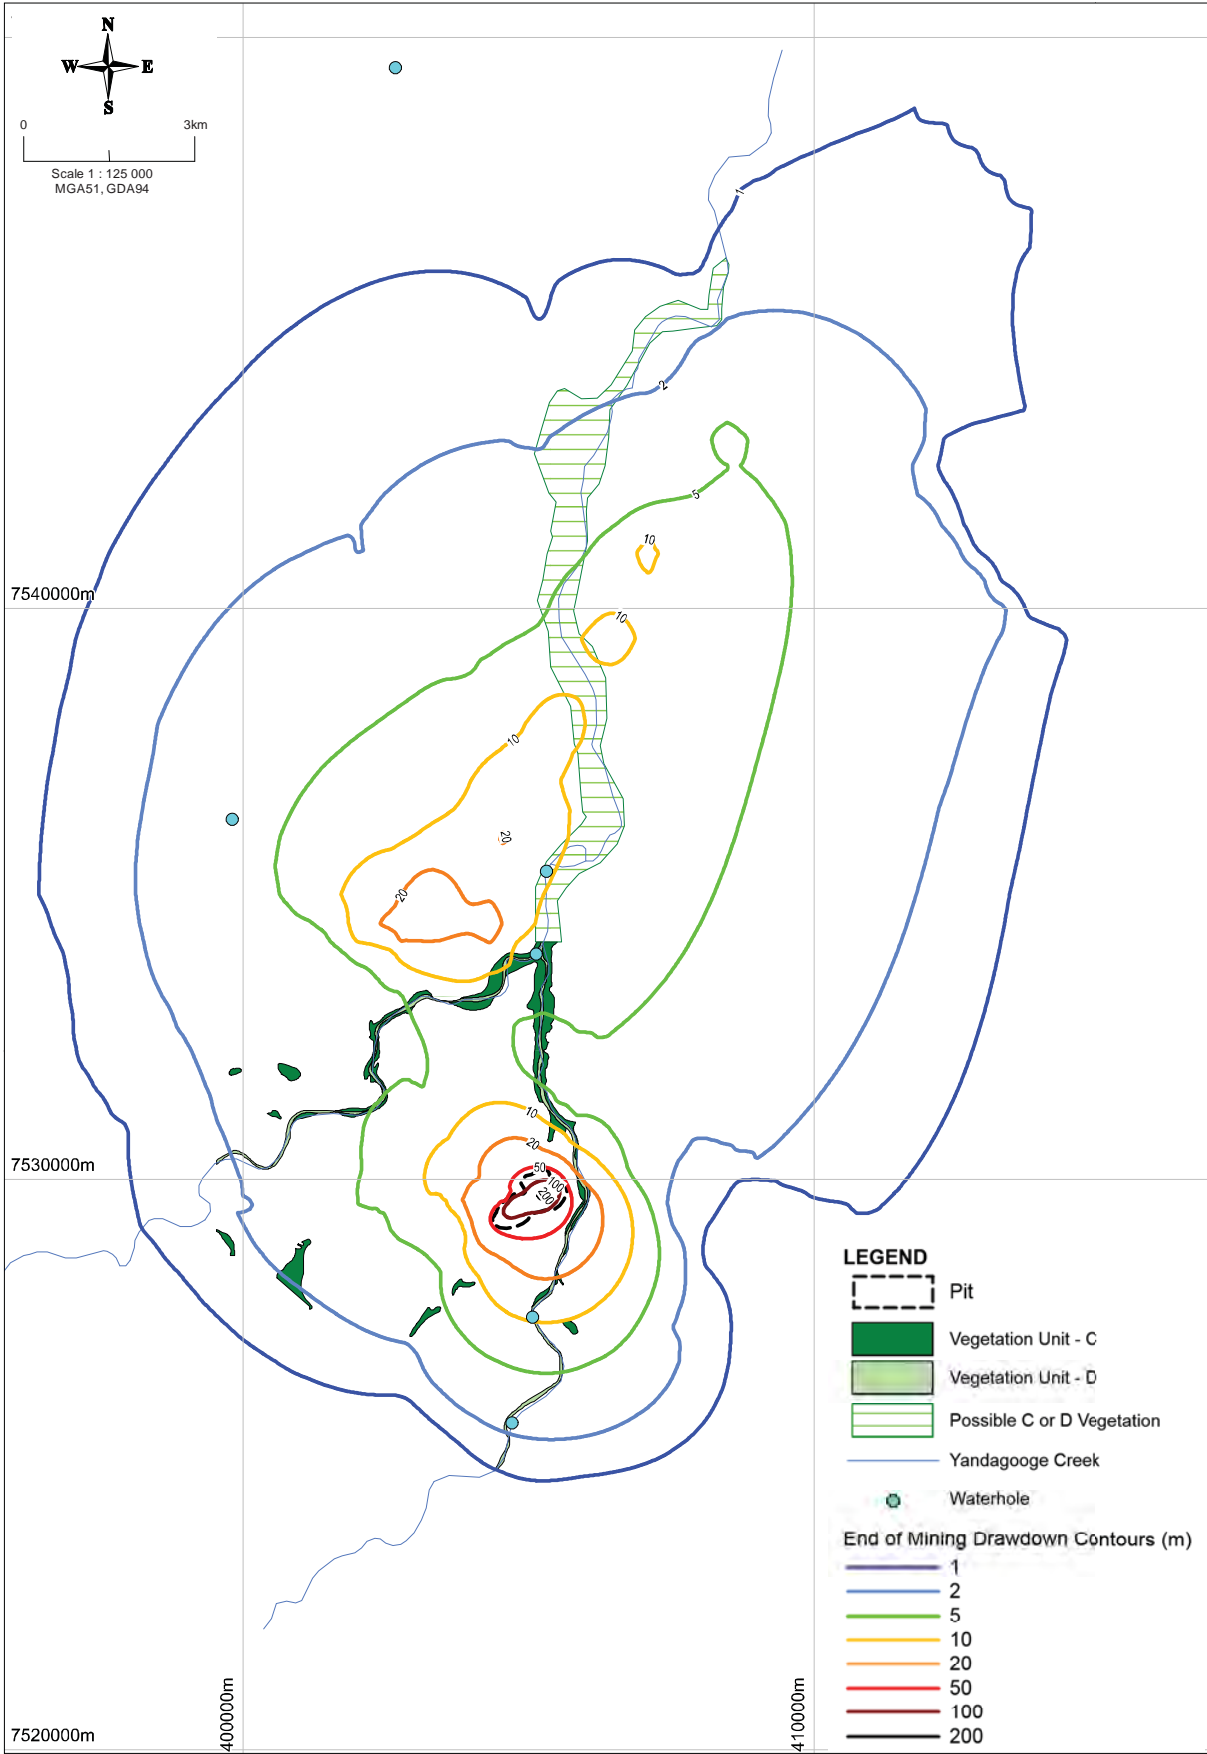 N
W E
S
0 3km
Scale 1 : 125 000
MGA51, GDA94
1
2
5
10
7540000m
10
10
20
20
10
20
7530000m
50
100
200
LEGEND
Pit
Vegetation Unit - C
Vegetation Unit - D
Possible C or D Vegetation
Yandagooge Creek
Waterhole
End of Mining Drawdown Contours (m)
1
2
5
10
20
50
100
200
7520000m
400000m
410000m